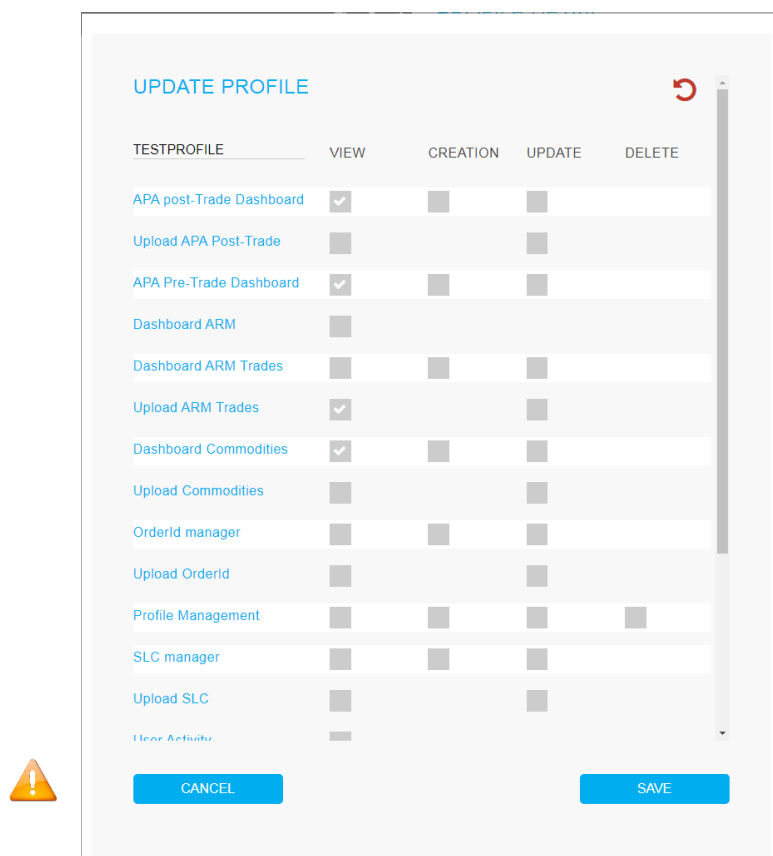 UPDATE PROFILE
TESTPROFILE VIEW CREATION UPDATE DELETE
APA post-Trade Dashboard
Upload APA Post-Trade
APA Pre-Trade Dashboard
Dashboard ARM
Dashboard ARM Trades
Upload ARM Trades
Dashboard Commodities
Upload Commodities
OrderId manager
Upload OrderId
Profile Management
SLC manager
Upload SLC
User Activity
CANCEL SAVE